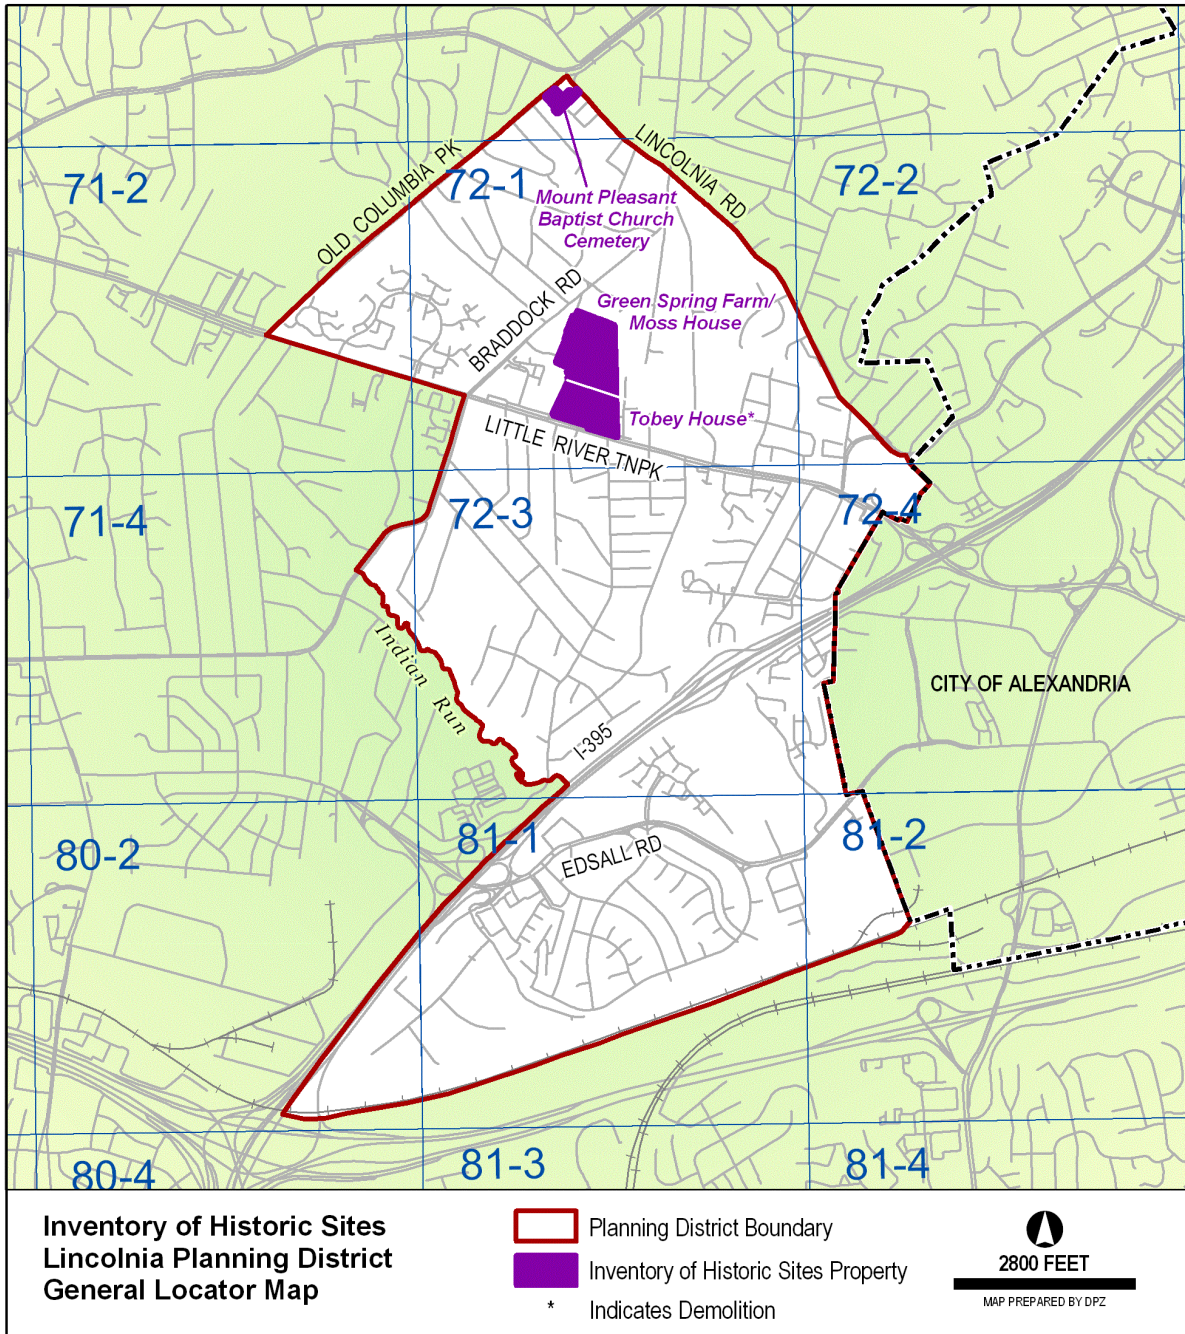 OLD COLUMBIA PK
LINCOLNIA RD
71-2
72-1
72-2
Mount Pleasant
Baptist Church
Cemetery
BRADDOCK RD
Green Spring Farm/
Moss House
Tobey House*
LITTLE RIVER TNPK
71-4
72-3
72-4
Indian Run
CITY OF ALEXANDRIA
I-395
80-2
81-1
EDSALL RD
81-2
80-4
81-3
81-4
Inventory of Historic Sites
Lincolnia Planning District
General Locator Map
Planning District Boundary
Inventory of Historic Sites Property
* Indicates Demolition
2800 FEET
MAP PREPARED BY DPZ